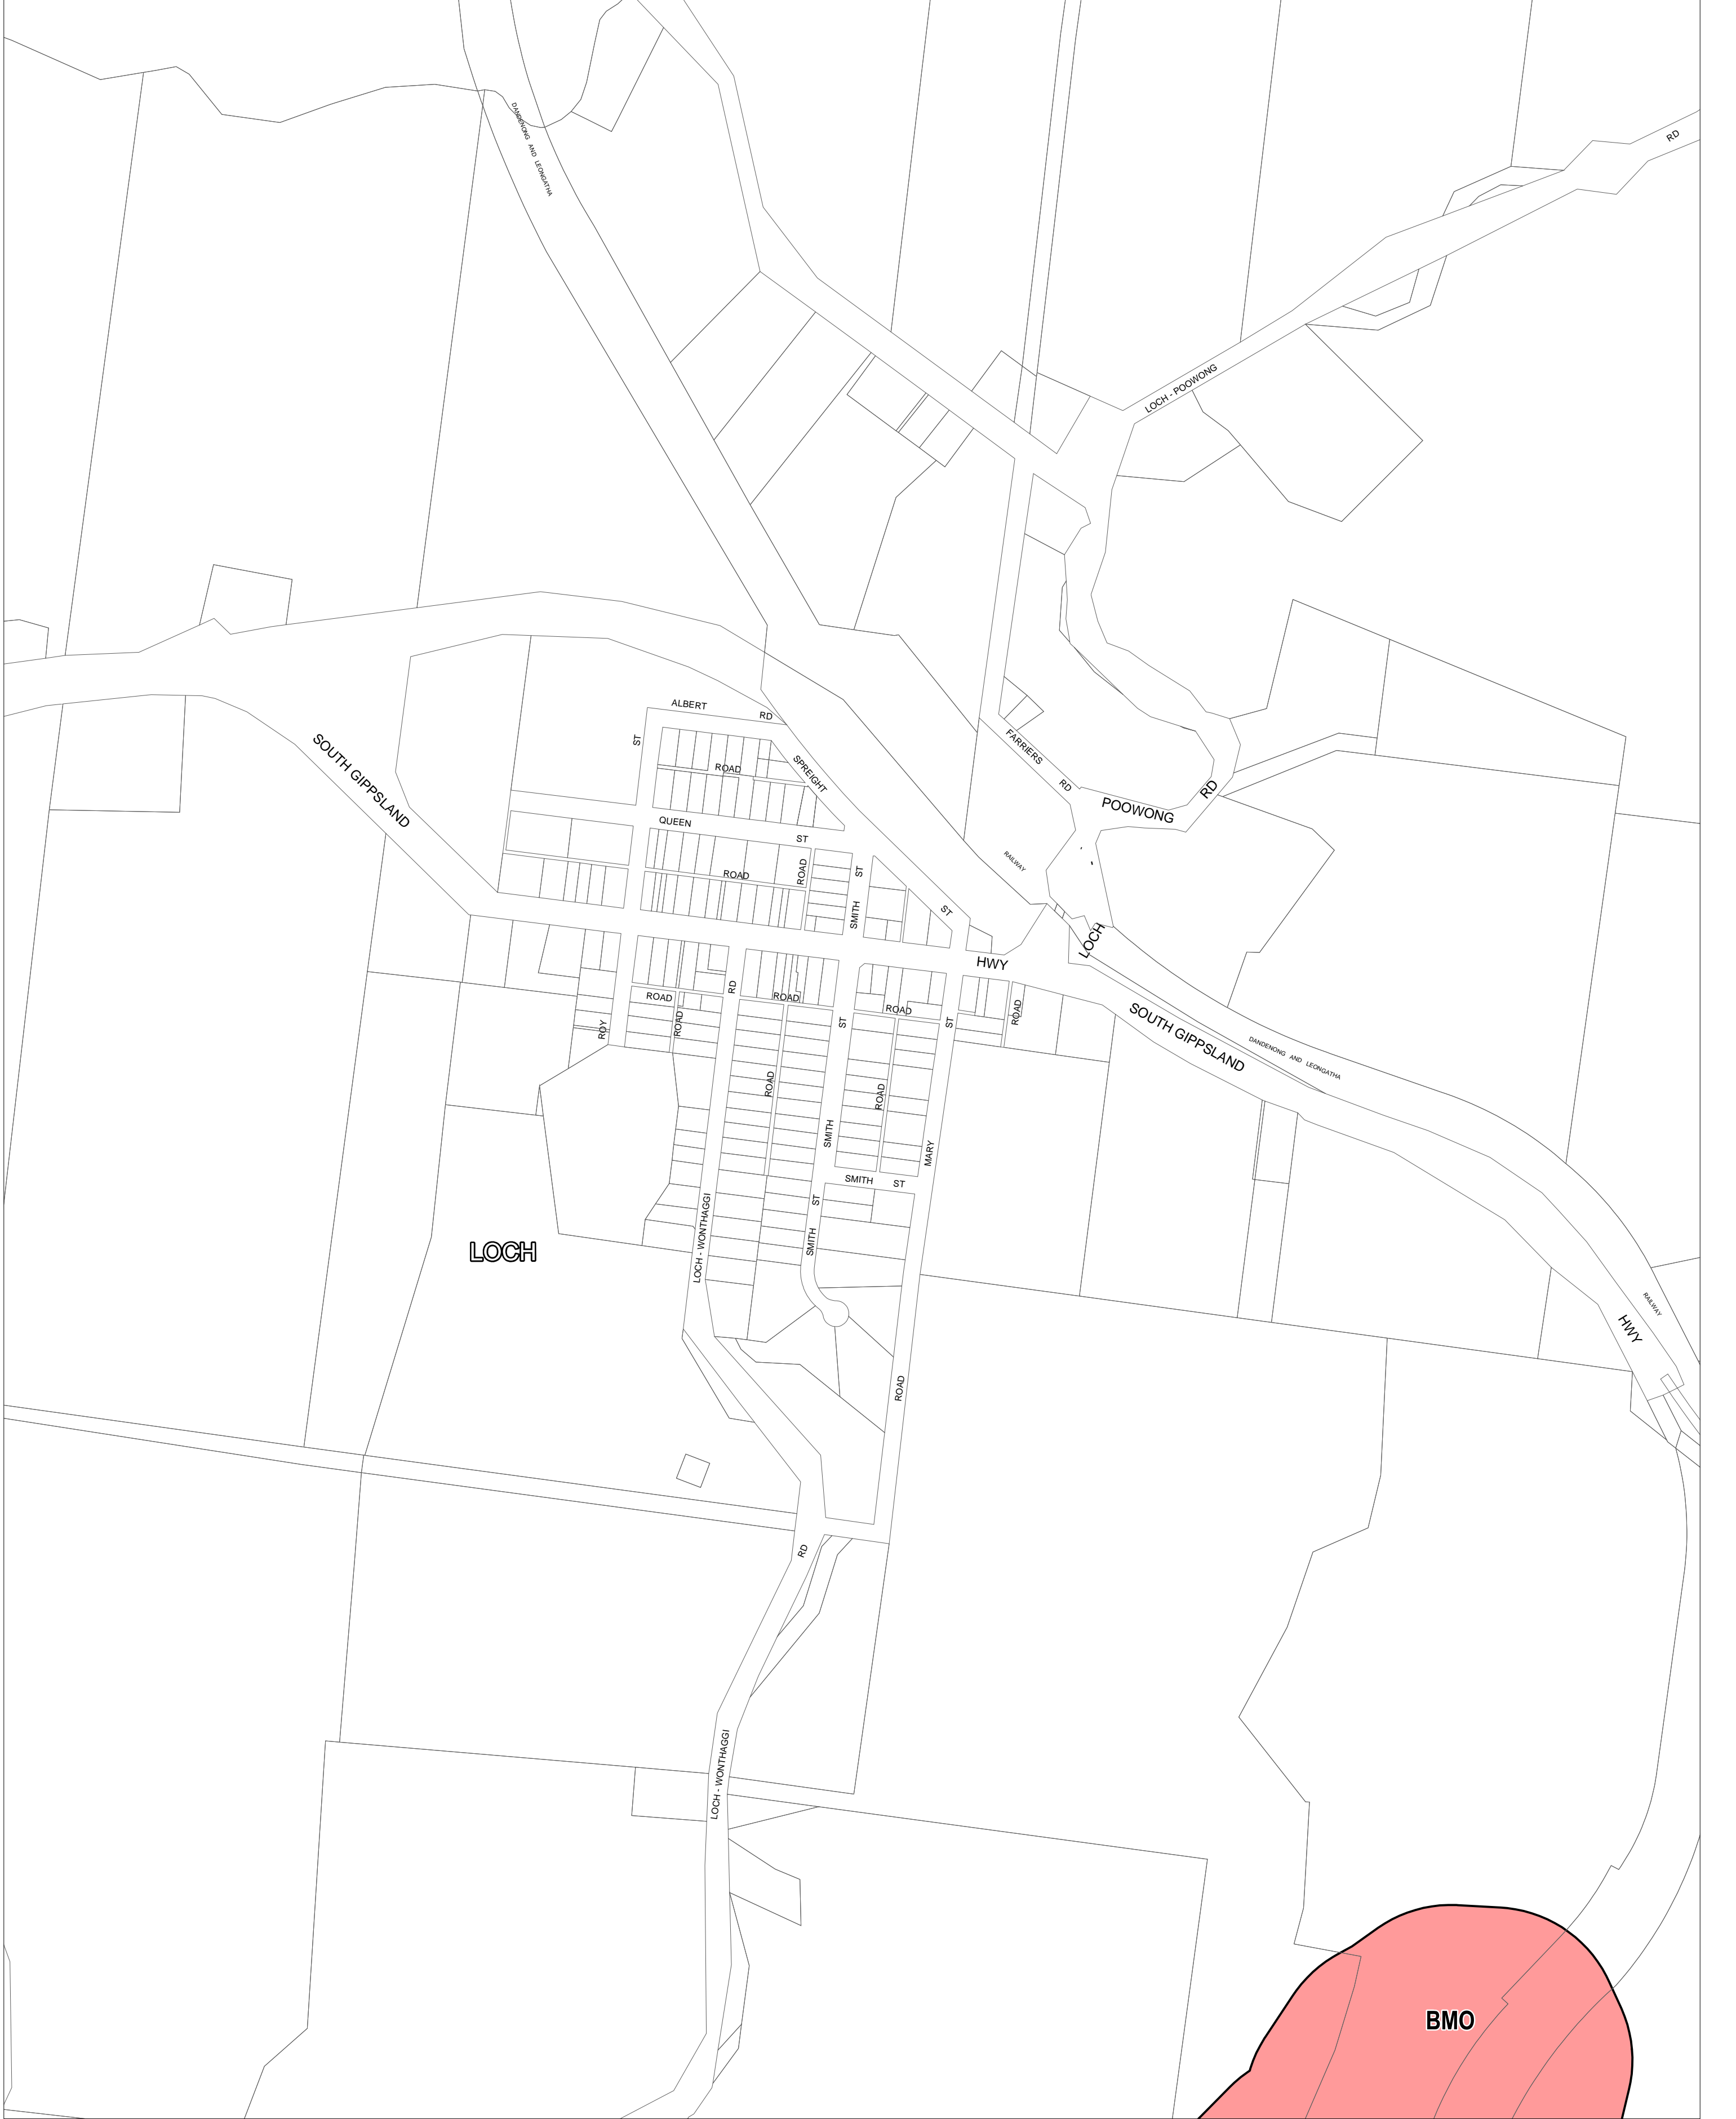 RD
DANDENONG AND LEONGATHA
LOCH - POOWONG
ALBERT
RD
ST
SPREIGHT
ROAD
FARRIERS
RD
SOUTH GIPPSLAND
POOWONG
RD
QUEEN
ST
ROAD
ROAD
ST
SMITH
ST
RAILWAY
LOCH
HWY
RD
ROAD
ROAD
ROAD
ROAD
ROY
ROAD
ST
ST
SOUTH GIPPSLAND
DANDENONG AND LEONGATHA
ROAD
ROAD
SMITH
MARY
SMITH
ST
ST
SMITH
LOCH - WONTHAGGI
LOCH
RAILWAY
HWY
ROAD
RD
LOCH - WONTHAGGI
BMO